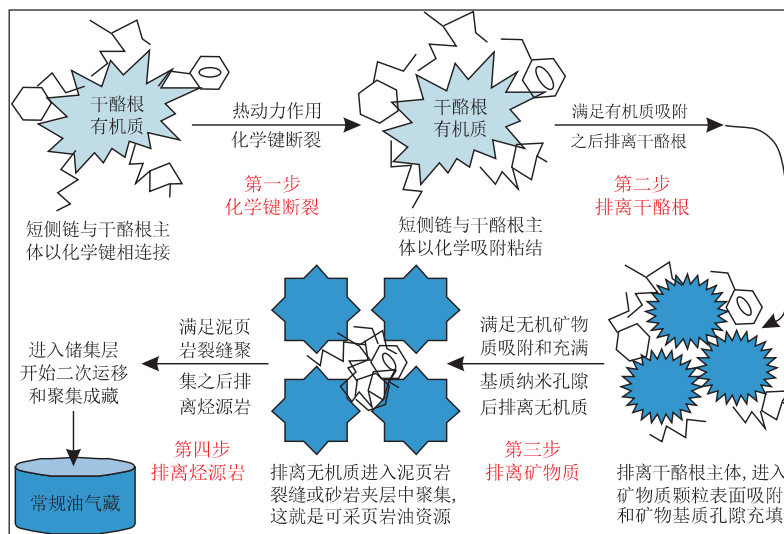 干酪根
有机质
热动力作用
化学键断裂
第一步
化学键断裂
短侧链与干酪根主
体以化学键相连接
干酪根
有机质
短侧链与干酪根主
体以化学吸附粘结
满足有机质吸附
之后排离干酪根
第二步
排离干酪根
排离干酪根主体, 进入
矿物质颗粒表面吸附
和矿物基质孔隙充填
满足无机矿物
质吸附和充满
基质纳米孔隙
后排离无机质
第三步
排离矿物质
排离无机质进入泥页岩
裂缝或砂岩夹层中聚集,
这就是可采页岩油资源
满足泥页
岩裂缝聚
集之后排
离烃源岩
第四步
排离烃源岩
进入储集层
开始二次运移
和聚集成藏
常规油气藏